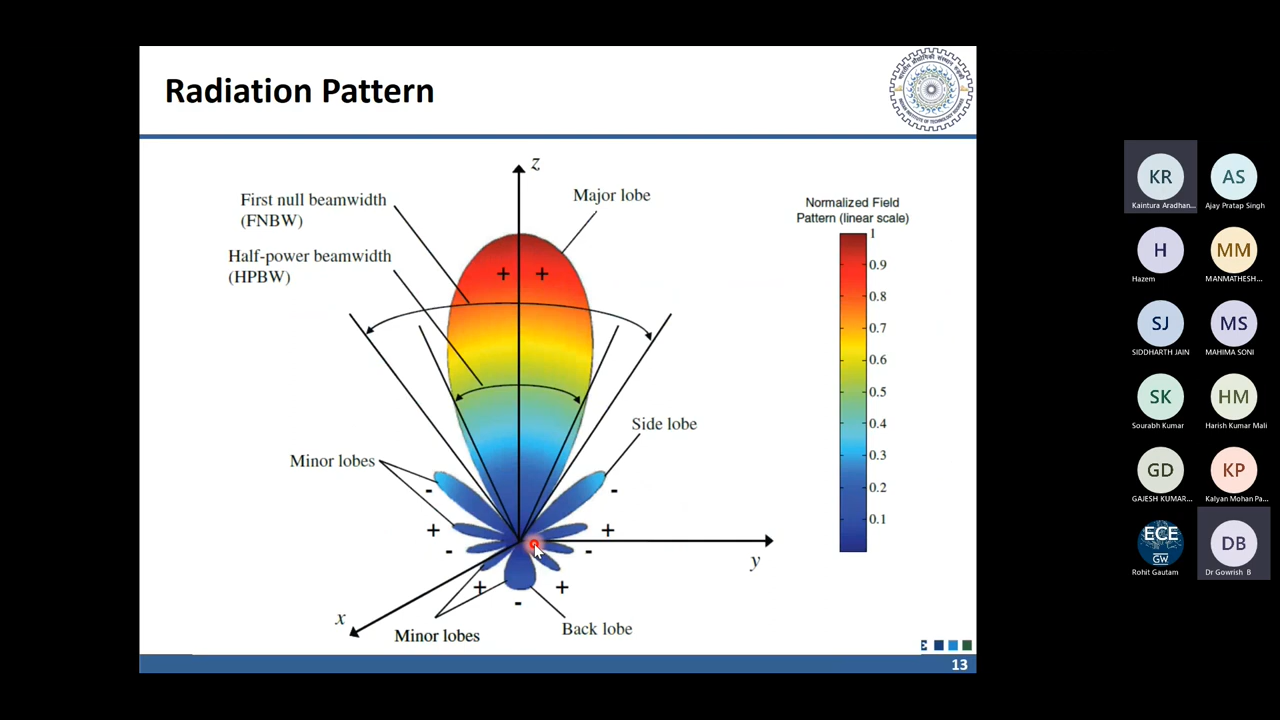 Radiation Pattern
z
First null beamwidth
(FNBW)
Major lobe
Half-power beamwidth
(HPBW)
+ +
Normalized Field
Pattern (linear scale)
1
0.9
0.8
0.7
0.6
0.5
0.4
0.3
0.2
0.1
Side lobe
Minor lobes
- -
+ +
- -
y
+ +
-
x
Minor lobes
Back lobe
13
KR
Kaintura Aradhan...
AS
Ajay Pratap Singh
H
Hazem
MM
MANMATHESH...
SJ
SIDDHARTH JAIN
MS
MAHIMA SONI
SK
Sourabh Kumar
HM
Harish Kumar Mali
GD
GAJESH KUMAR...
KP
Kalyan Mohan Pa...
ECE
GW
Rohit Gautam
DB
Dr Gowrish B